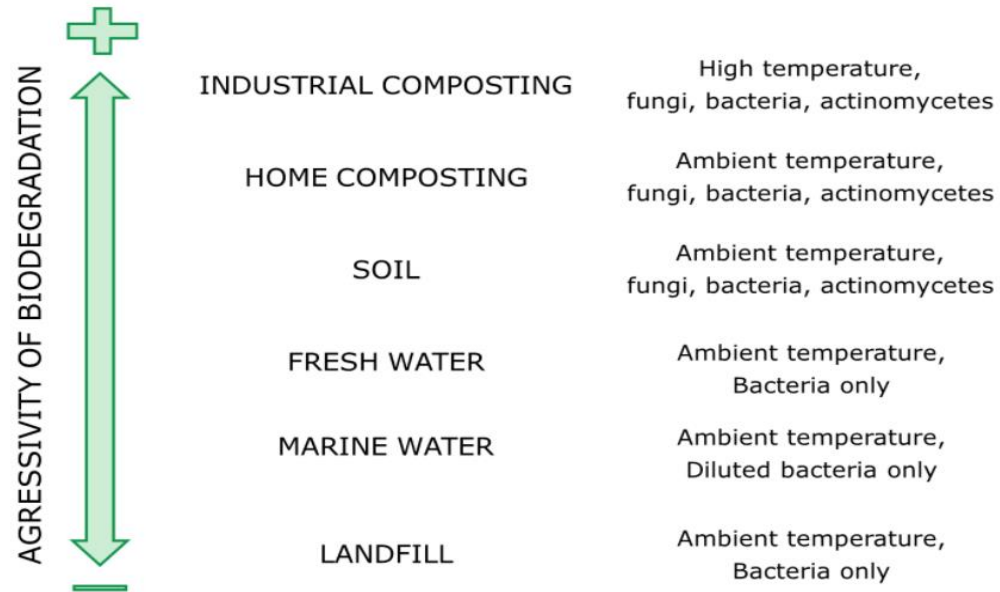 AGRESSIVITY OF BIODEGRADATION
INDUSTRIAL COMPOSTING
High temperature,
fungi, bacteria, actinomycetes
HOME COMPOSTING
Ambient temperature,
fungi, bacteria, actinomycetes
SOIL
Ambient temperature,
fungi, bacteria, actinomycetes
FRESH WATER
Ambient temperature,
Bacteria only
MARINE WATER
Ambient temperature,
Diluted bacteria only
LANDFILL
Ambient temperature,
Bacteria only